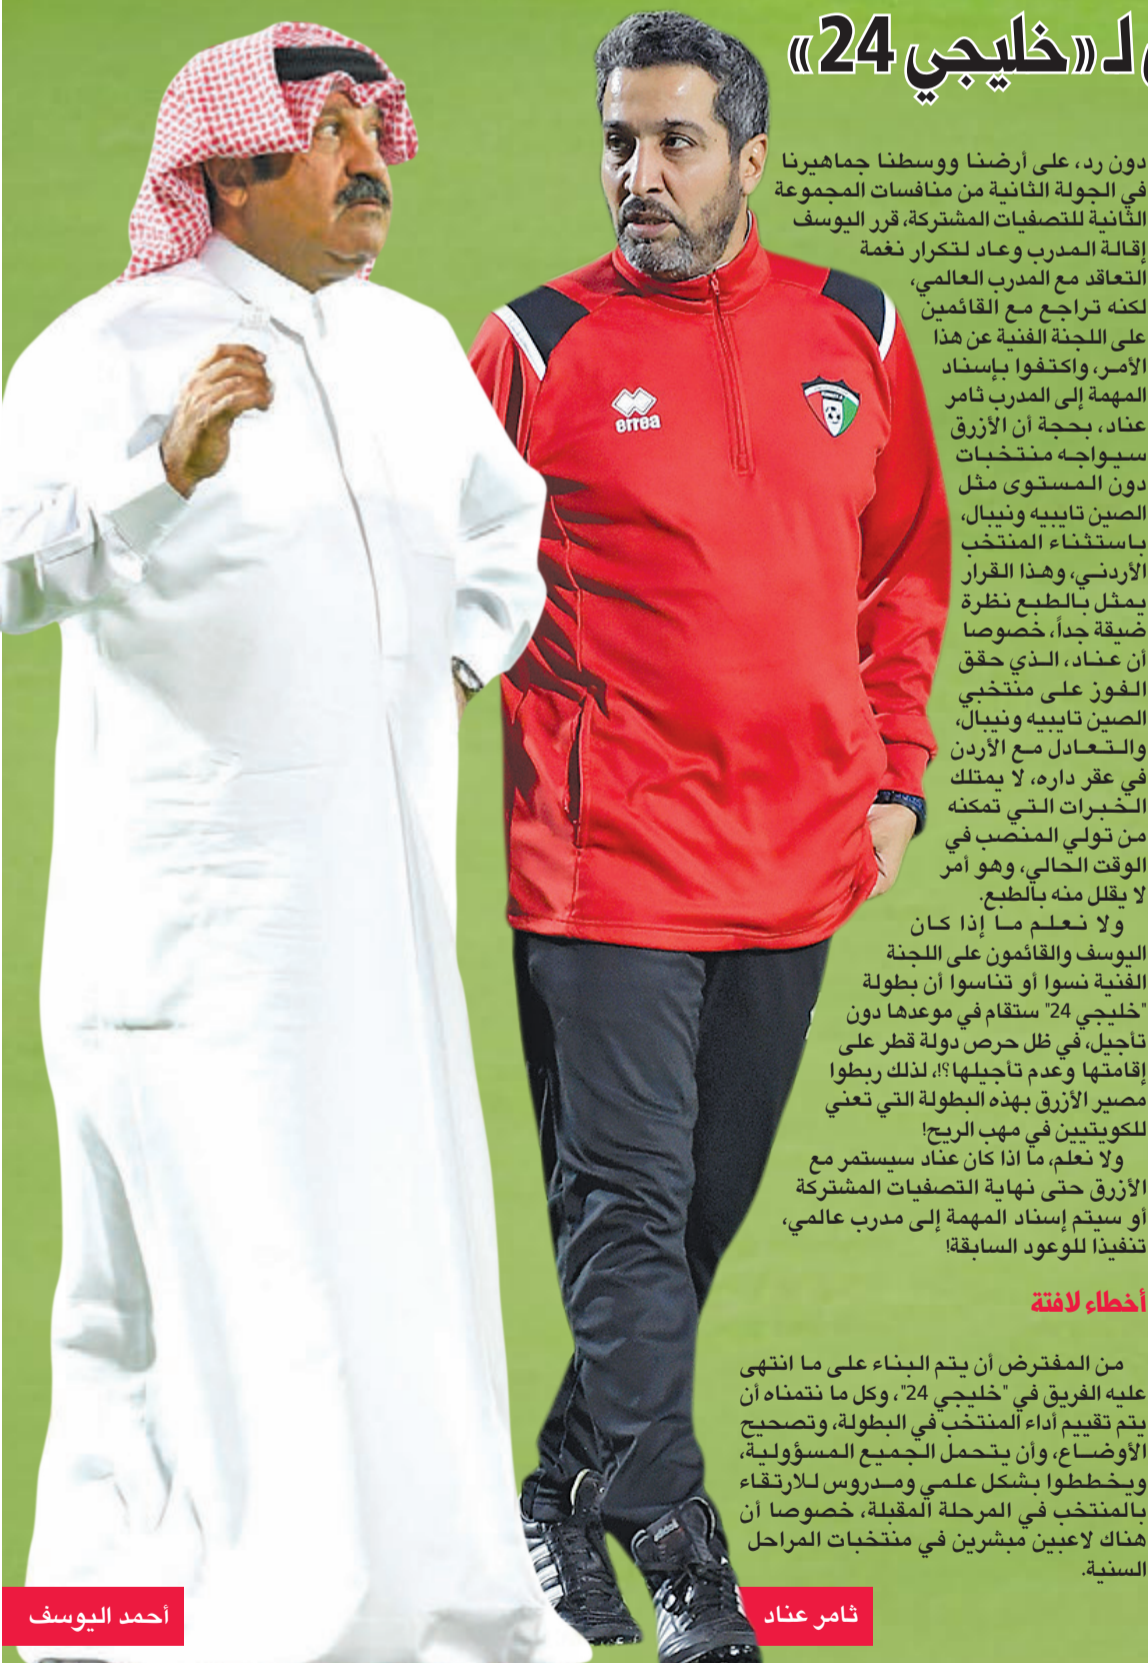 لـ «خليجي 24»
دون رد، على أرضنا ووسطنا جماهيرنا
في الجولة الثانية من منافسات المجموعة
الثانية للتصفيات المشتركة، قرر اليوسف
إقالة المدرب وعاد لتكرار نغمة
التعاقد مع المدرب العالمي،
لكنه تراجع مع القائمين
على اللجنة الفنية عن هذا
الأمر، واكتفوا بإسناد
المهمة إلى المدرب ثامر
عناد، بحجة أن الأزرق
سيواجه منتخبات
دون المستوى مثل
الصين تايبيه ونيبال،
باستثناء المنتخب
الأردني، وهذا القرار
يمثل بالطبع نظرة
ضيقة جداً، خصوصا
أن عناد، الذي حقق
الفوز على منتخبي
الصين تايبيه ونيبال،
والتعادل مع الأردن
في عقر داره، لا يمتلك
الخبرات التي تمكنه
من تولي المنصب في
الوقت الحالي، وهو أمر
لا يقلل منه بالطبع.
ولا نعلم ما إذا كان
اليوسف والقائمون على اللجنة
الفنية نسوا أو تناسوا أن بطولة
"خليجي 24" ستقام في موعدها دون
تأجيل، في ظل حرص دولة قطر على
إقامتها وعدم تأجيلها؟!، لذلك ربطوا
مصير الأزرق بهذه البطولة التي تعني
للكويتيين في مهب الريح!
ولا نعلم، ما اذا كان عناد سيستمر مع
الأزرق حتى نهاية التصفيات المشتركة
أو سيتم إسناد المهمة إلى مدرب عالمي،
تنفيذا للوعود السابقة!
أخطاء لافتة
من المفترض أن يتم البناء على ما انتهى
عليه الفريق في "خليجي 24"، وكل ما نتمناه أن
يتم تقييم أداء المنتخب في البطولة، وتصحيح
الأوضاع، وأن يتحمل الجميع المسؤولية،
ويخططوا بشكل علمي ومدروس للارتقاء
بالمنتخب في المرحلة المقبلة، خصوصا أن
هناك لاعبين مبشرين في منتخبات المراحل
السنية.
errea
adidas
ثامر عناد
أحمد اليوسف